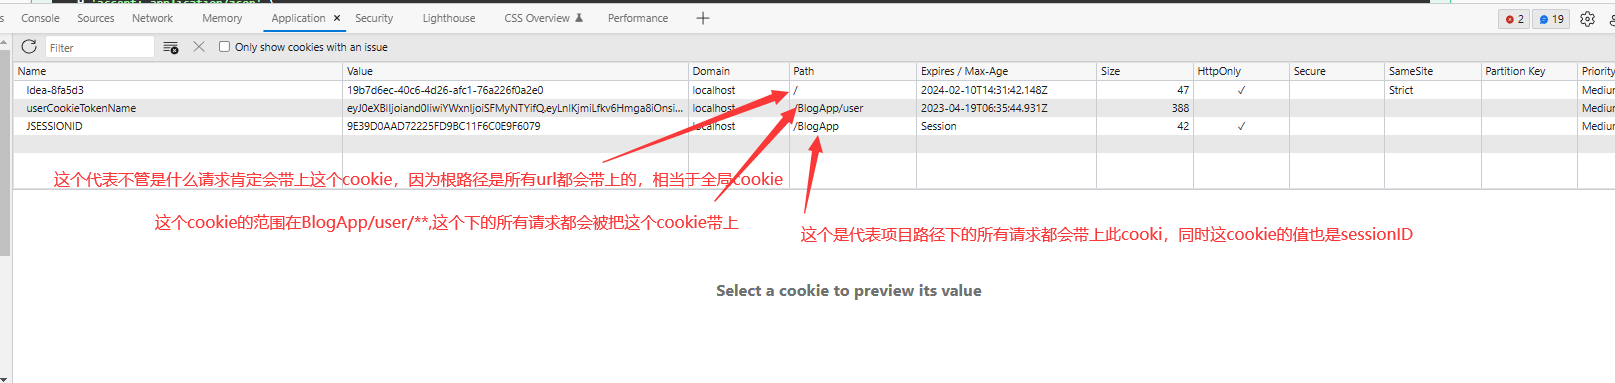 Console Sources Network Memory Application × Security Lighthouse CSS Overview Performance + 2 19
Filter Only show cookies with an issue
Name Value Domain Path Expires / Max-Age Size HttpOnly Secure SameSite Partition Key Priority
Idea-8fa5d3 19b7d6ec-40c6-4d26-afc1-76a226f0a2e0 localhost / 2024-02-10T14:31:42.148Z 47 ✓ Strict Mediun
userCookieTokenName localhost /BlogApp/user 2023-04-19T06:35:44.931Z 388 Mediun
JSESSIONID 9E39D0AAD72225FD9BC11F6C0E9F6079 localhost /BlogApp Session 42 ✓ Mediun
这个代表不管是什么请求肯定会带上这个cookie，因为根路径是所有url都会带上的，相当于全局cookie
这个cookie的范围在BlogApp/user/**,这个下的所有请求都会被把这个cookie带上
这个是代表项目路径下的所有请求都会带上此cooki，同时这cookie的值也是sessionID
Select a cookie to preview its value